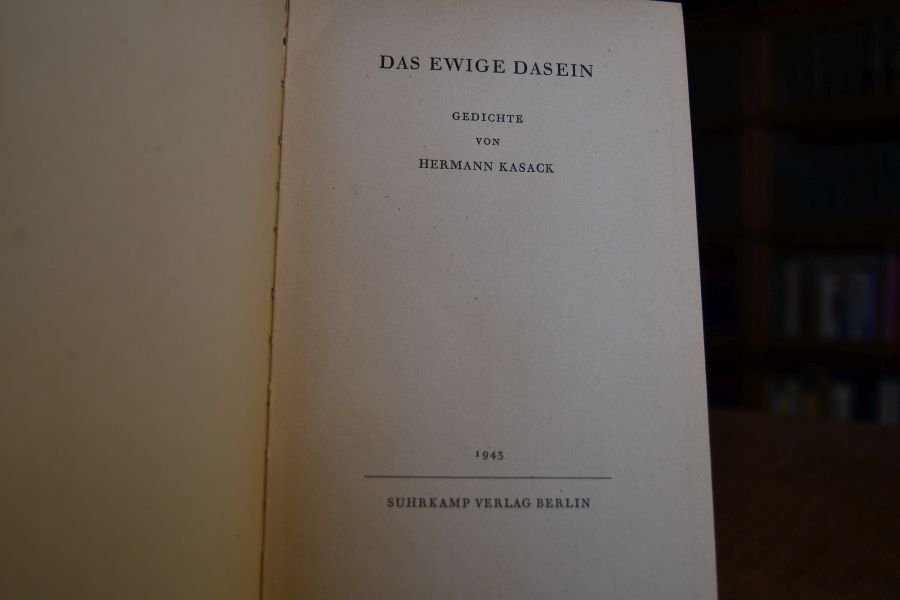 DAS EWIGE DASEIN
GEDICHTE
VON
HERMANN KASACK
1943
SUHRKAMP VERLAG BERLIN